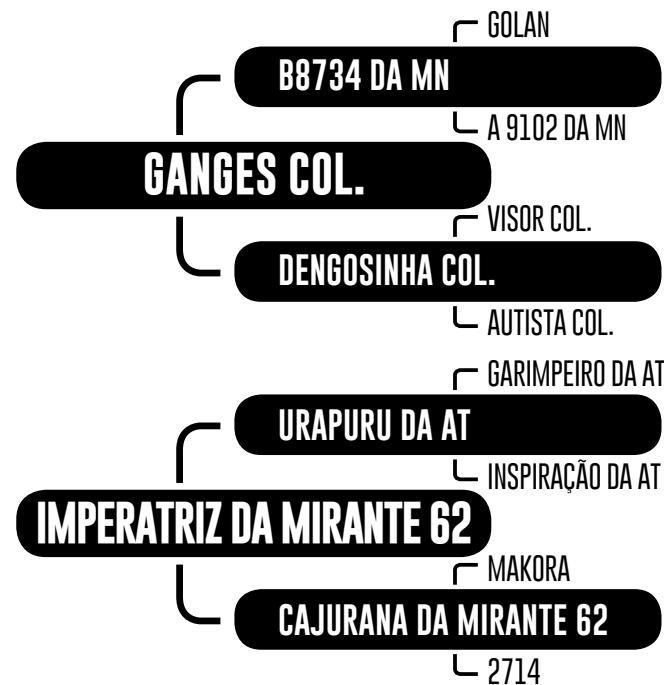 GOLAN
B8734 DA MN
A 9102 DA MN
GANGES COL.
VISOR COL.
DENGOSINHA COL.
AUTISTA COL.
GARIMPEIRO DA AT
URAPURU DA AT
INSPIRAÇÃO DA AT
IMPERATRIZ DA MIRANTE 62
MAKORA
CAJURANA DA MIRANTE 62
2714